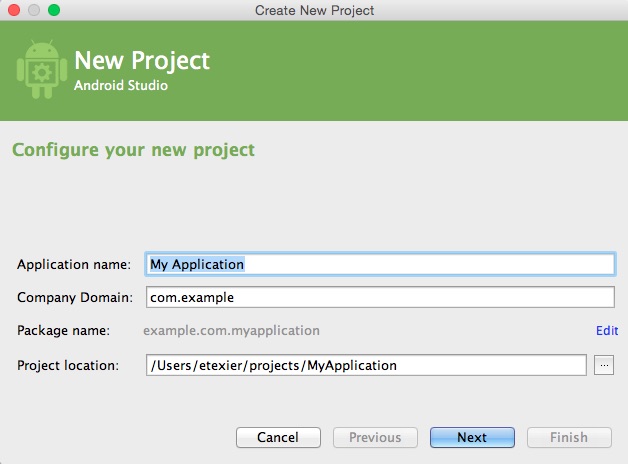 Create New Project
New Project
Android Studio
Configure your new project
Application name: My Application
Company Domain: com.example
Package name: example.com.myapplication Edit
Project location: /Users/etexier/projects/MyApplication ...
Cancel Previous Next Finish